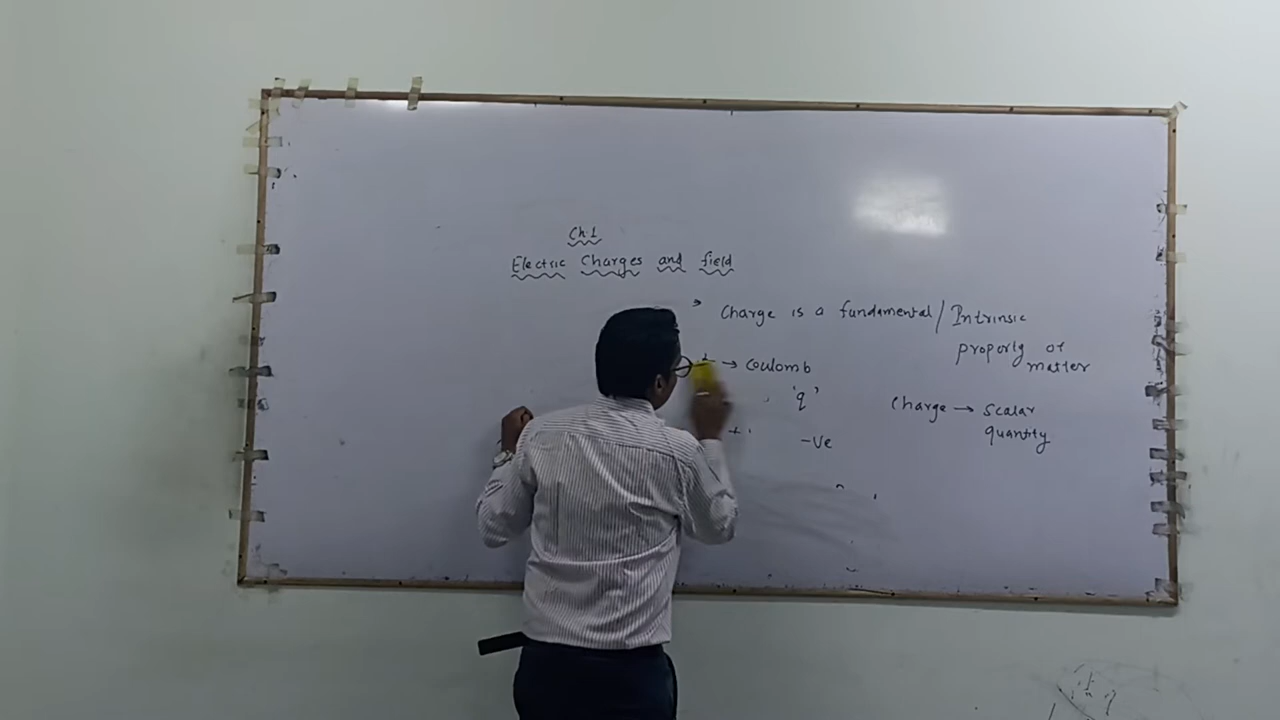 Ch.1
Electric Charges and field
→ Charge is a fundamental/Intrinsic
property of
matter
→ Coulomb
'q'
Charge → Scalar
quantity
-ve